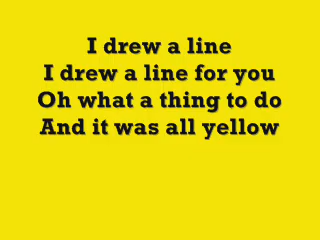 I drew a line
I drew a line for you
Oh what a thing to do
And it was all yellow